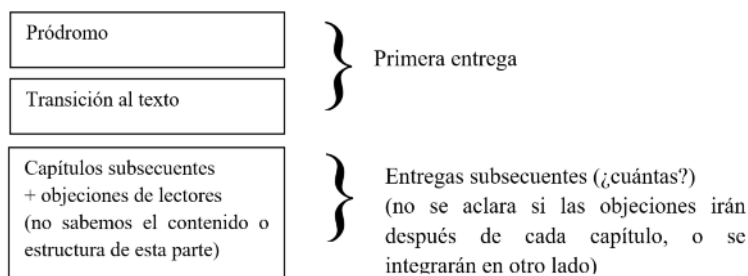 Pródromo
Primera entrega
Transición al texto
Capítulos subsecuentes
+ objeciones de lectores
(no sabemos el contenido o
estructura de esta parte)
Entregas subsecuentes (¿cuántas?)
(no se aclara si las objeciones irán
después de cada capítulo, o se
integrarán en otro lado)